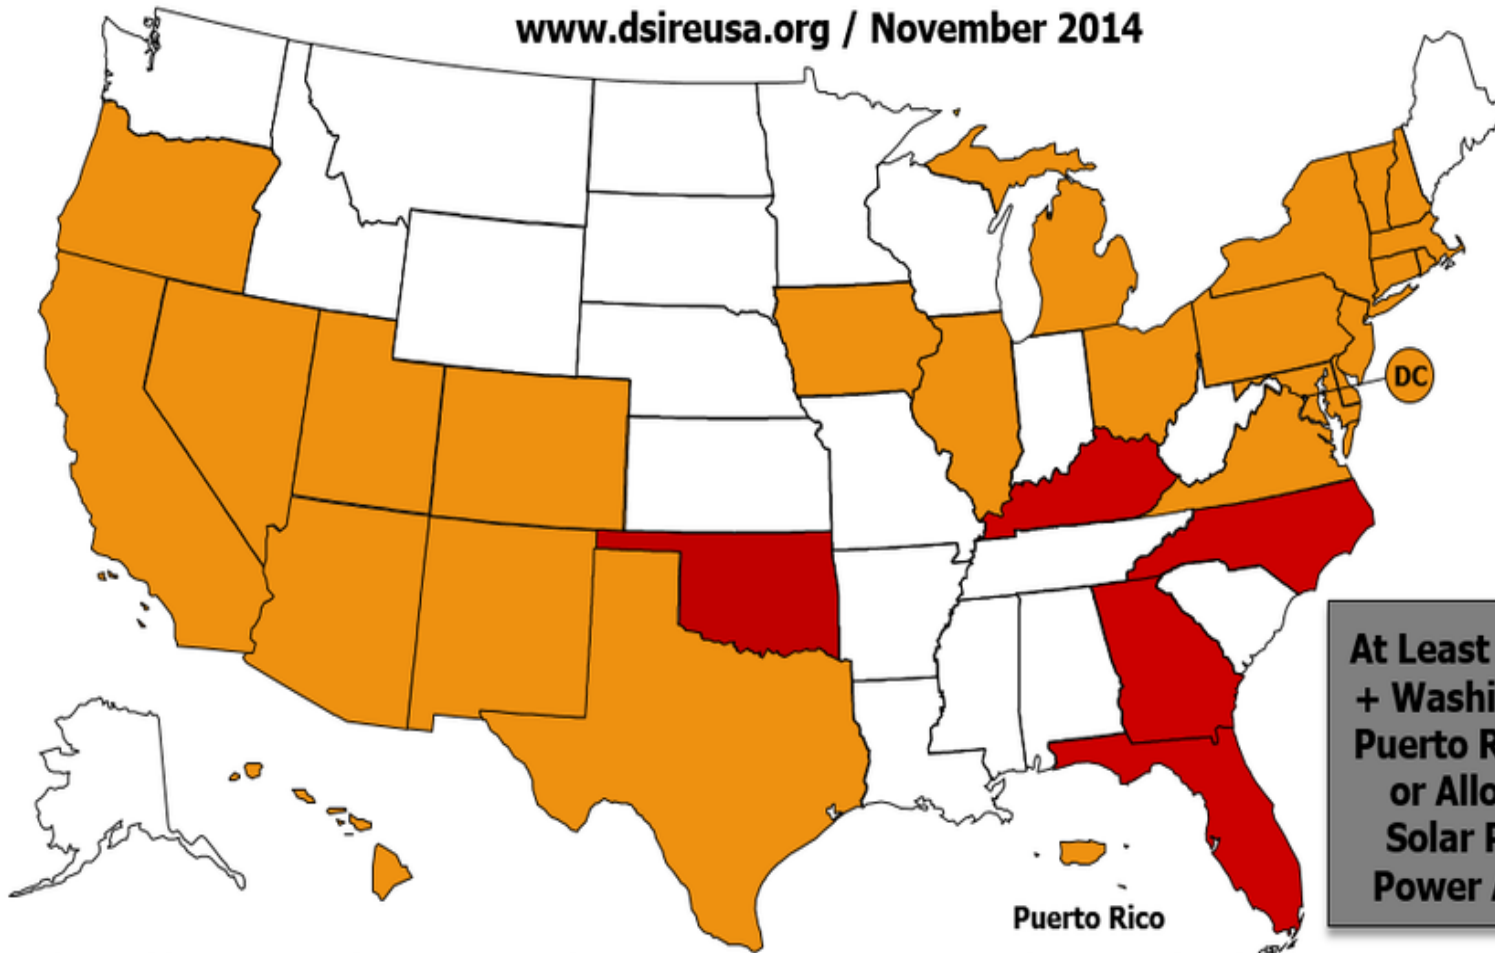 www.dsireusa.org / November 2014
DC
At Least
+ Washi
Puerto R
or Allo
Solar P
Power
Puerto Rico